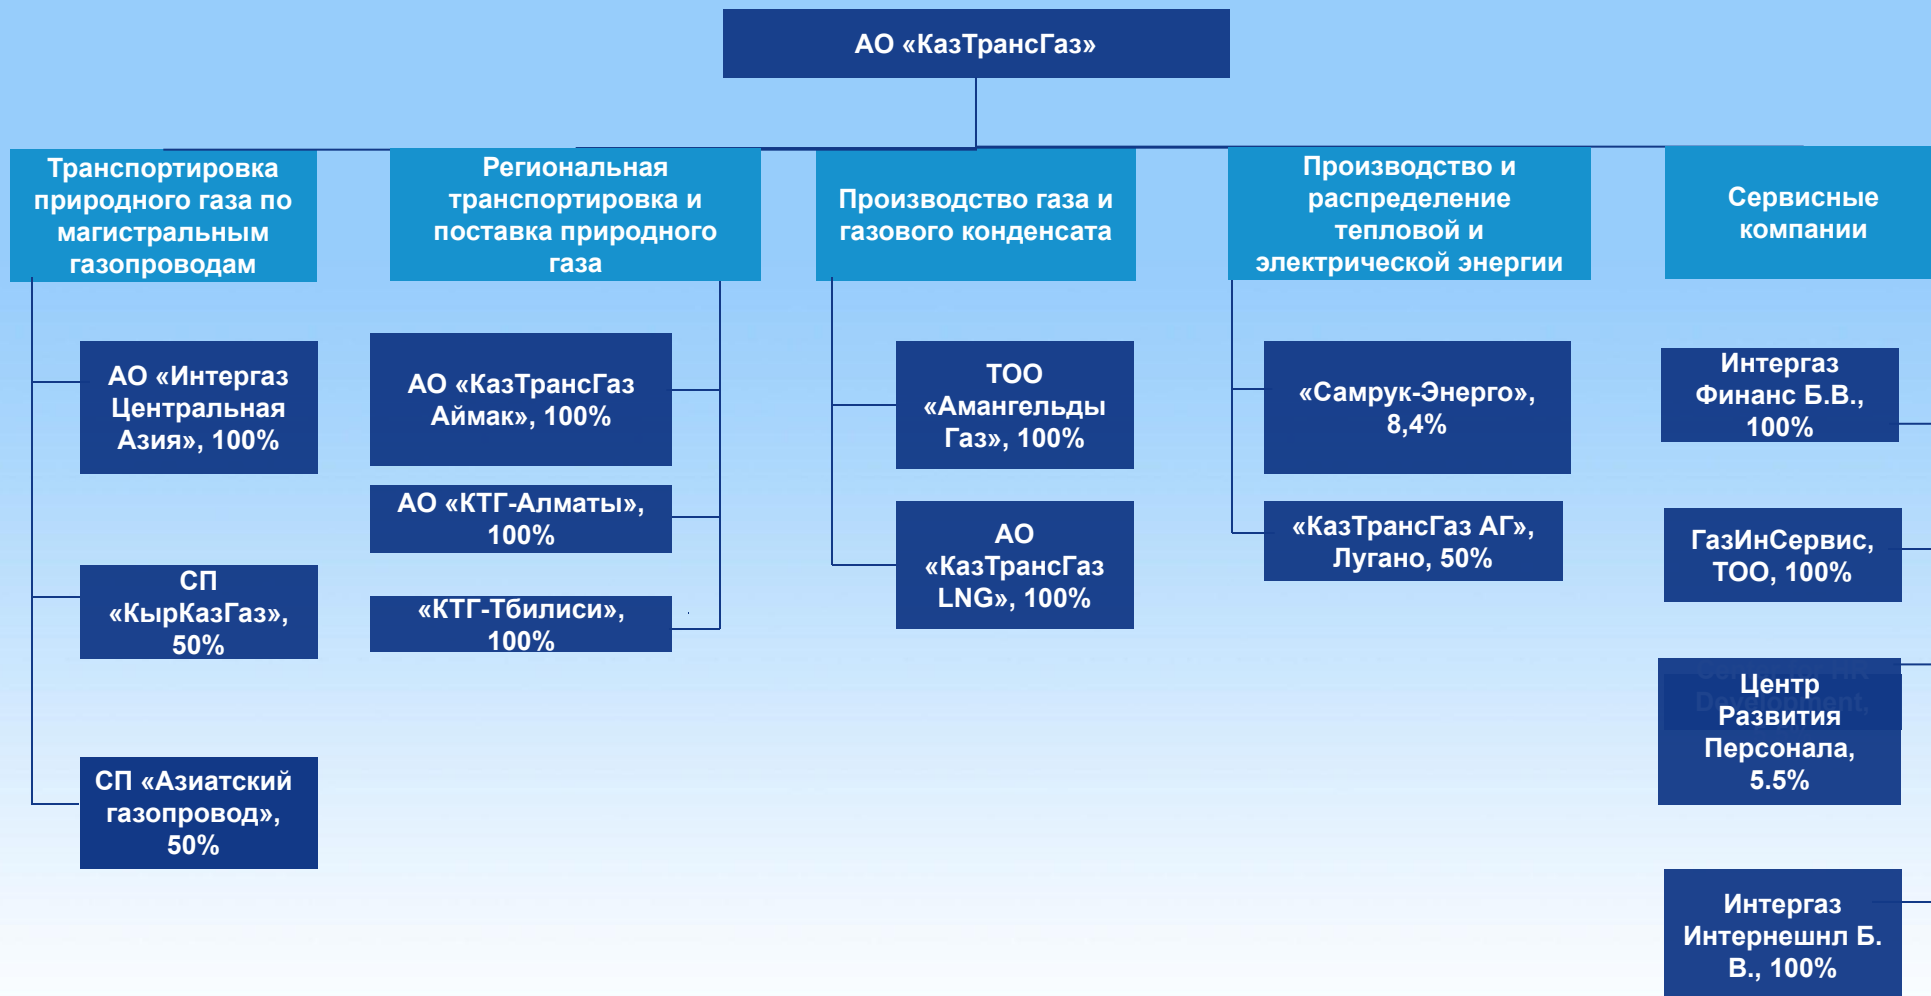 АО «КазТрансГаз»
Транспортировка
природного газа по
магистральным
газопроводам
Региональная
транспортировка и
поставка природного
газа
Производство газа и
газового конденсата
Производство и
распределение
тепловой и
электрической энергии
Сервисные
компании
АО «Интергаз
Центральная
Азия», 100%
СП
«КырКазГаз»,
50%
СП «Азиатский
газопровод»,
50%
АО «КазТрансГаз
Аймак», 100%
АО «КТГ-Алматы»,
100%
«КТГ-Тбилиси»,
100%
ТОО
«Амангельды
Газ», 100%
АО
«КазТрансГаз
LNG», 100%
«Самрук-Энерго»,
8,4%
«КазТрансГаз АГ»,
Лугано, 50%
Интергаз
Финанс Б.В.,
100%
ГазИнСервис,
ТОО, 100%
Центр
Развития
Персонала,
5.5%
Интергаз
Интернешнл Б.
В., 100%